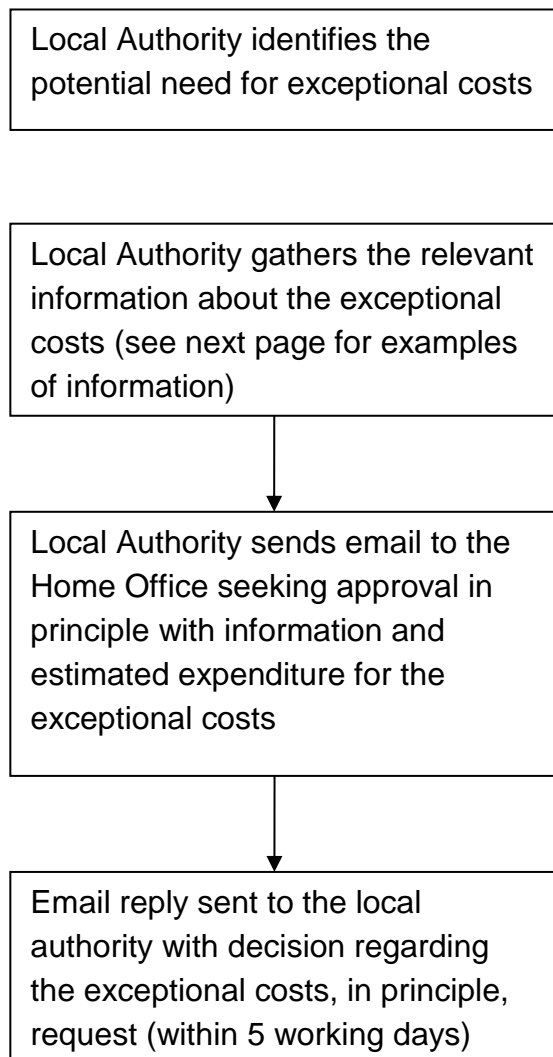 Local Authority identifies the
potential need for exceptional costs
Local Authority gathers the relevant
information about the exceptional
costs (see next page for examples
of information)
Local Authority sends email to the
Home Office seeking approval in
principle with information and
estimated expenditure for the
exceptional costs
Email reply sent to the local
authority with decision regarding
the exceptional costs, in principle,
request (within 5 working days)